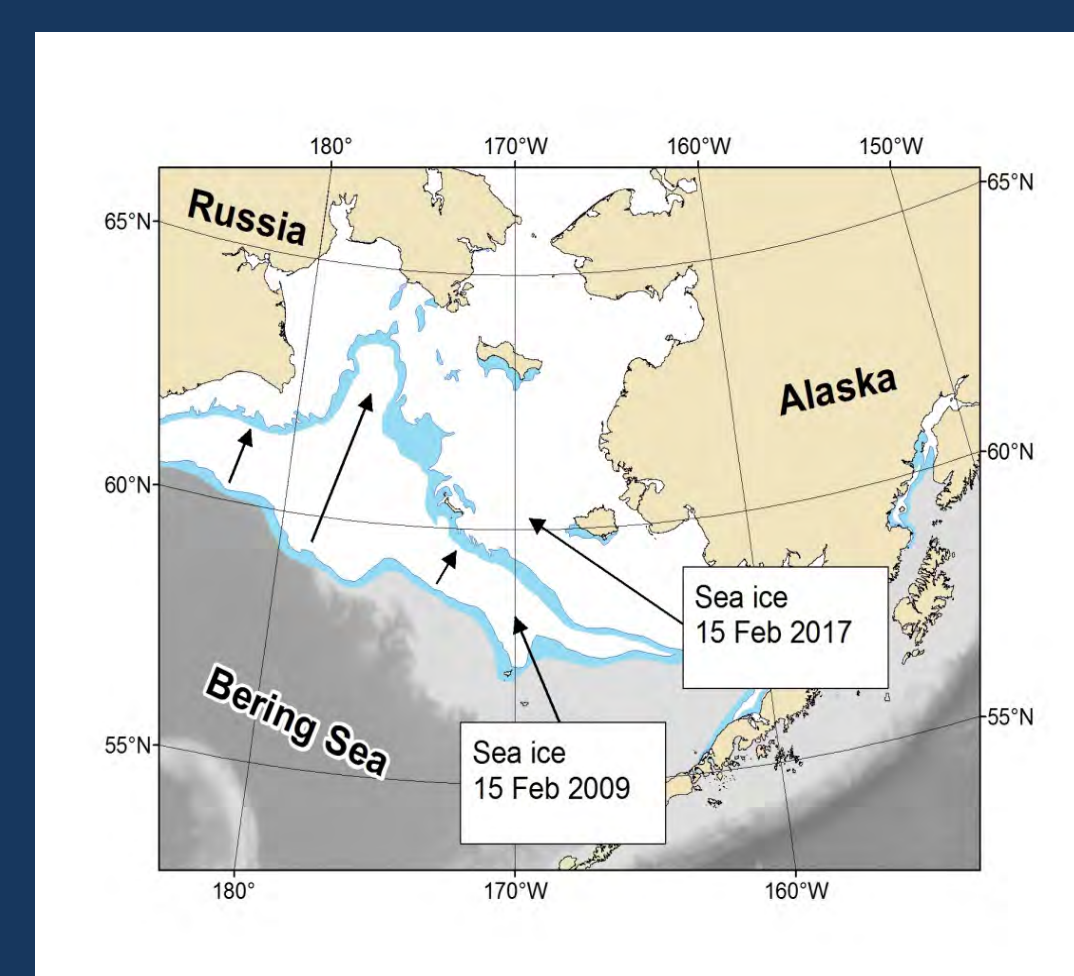 180°
170°W
160°W
150°W
65°N
65°N
Russia
Alaska
60°N
60°N
Sea ice
15 Feb 2017
Bering Sea
55°N
55°N
Sea ice
15 Feb 2009
180°
170°W
160°W